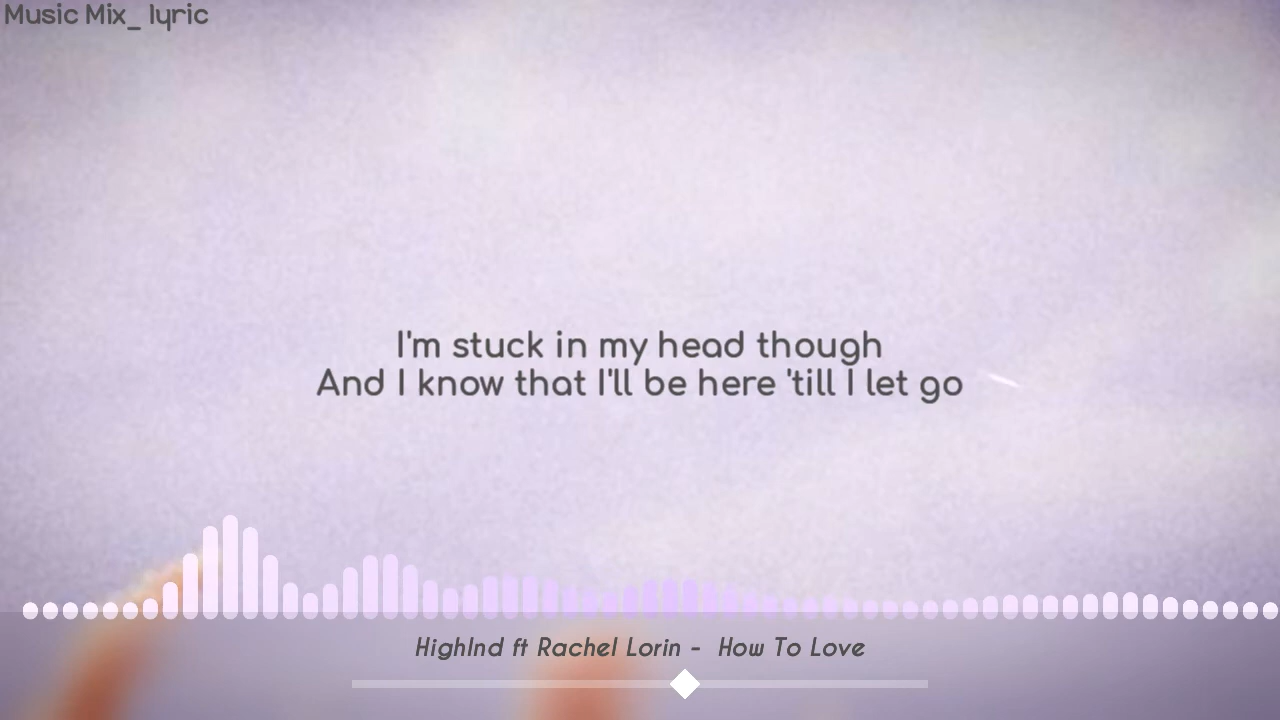 Music Mix_ lyric
I'm stuck in my head though
And I know that I'll be here 'till I let go
Highlnd ft Rachel Lorin - How To Love